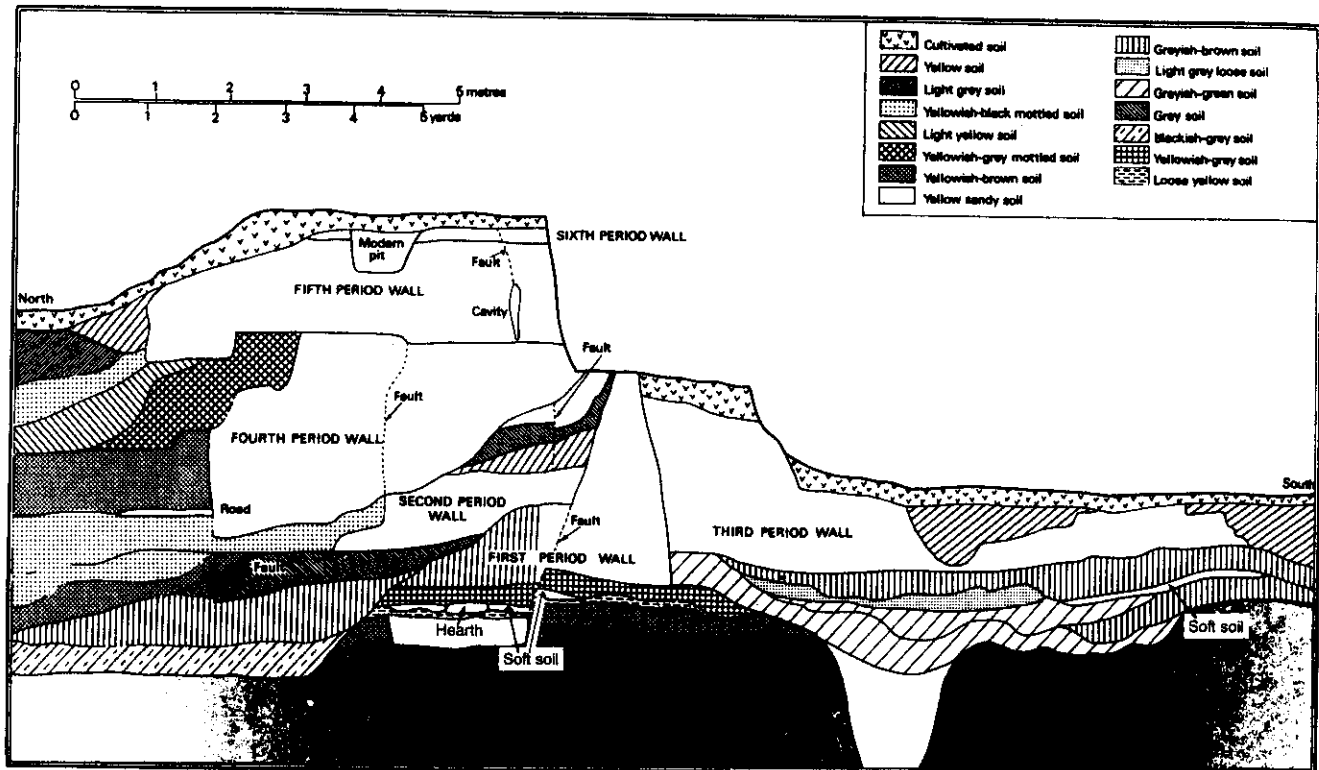 0 1 2 3 4 5 metres
0 1 2 3 4 5 yards
Cultivated soil
Yellow soil
Light grey soil
Yellowish-black mottled soil
Light yellow soil
Yellowish-grey mottled soil
Yellowish-brown soil
Yellow sandy soil
Greyish-brown soil
Light grey loose soil
Greyish-green soil
Grey soil
Blackish-grey soil
Yellowish-grey soil
Loose yellow soil
SIXTH PERIOD WALL
Modern
pit
Fault
North
FIFTH PERIOD WALL
Cavity
Fault
Fault
FOURTH PERIOD WALL
South
SECOND PERIOD
WALL
Road
THIRD PERIOD WALL
Fault
FIRST PERIOD WALL
Fault
Hearth
Soft soil
Soft soil